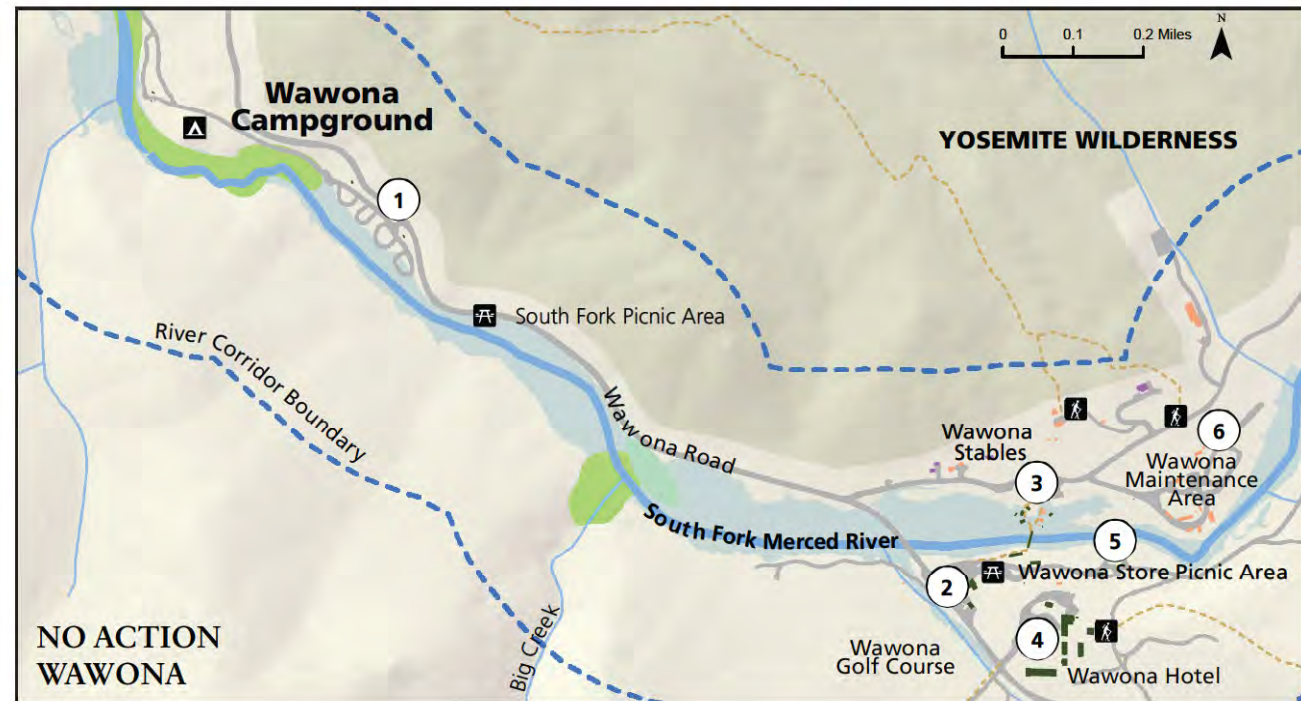 N
0 0.1 0.2 Miles
Wawona
Campground
YOSEMITE WILDERNESS
1
South Fork Picnic Area
River Corridor Boundary
Wawona Road
Wawona
Stables
6
Wawona
Maintenance
Area
3
South Fork Merced River
5
2
Wawona Store Picnic Area
4
Wawona
Golf Course
Wawona Hotel
Big Creek
NO ACTION
WAWONA